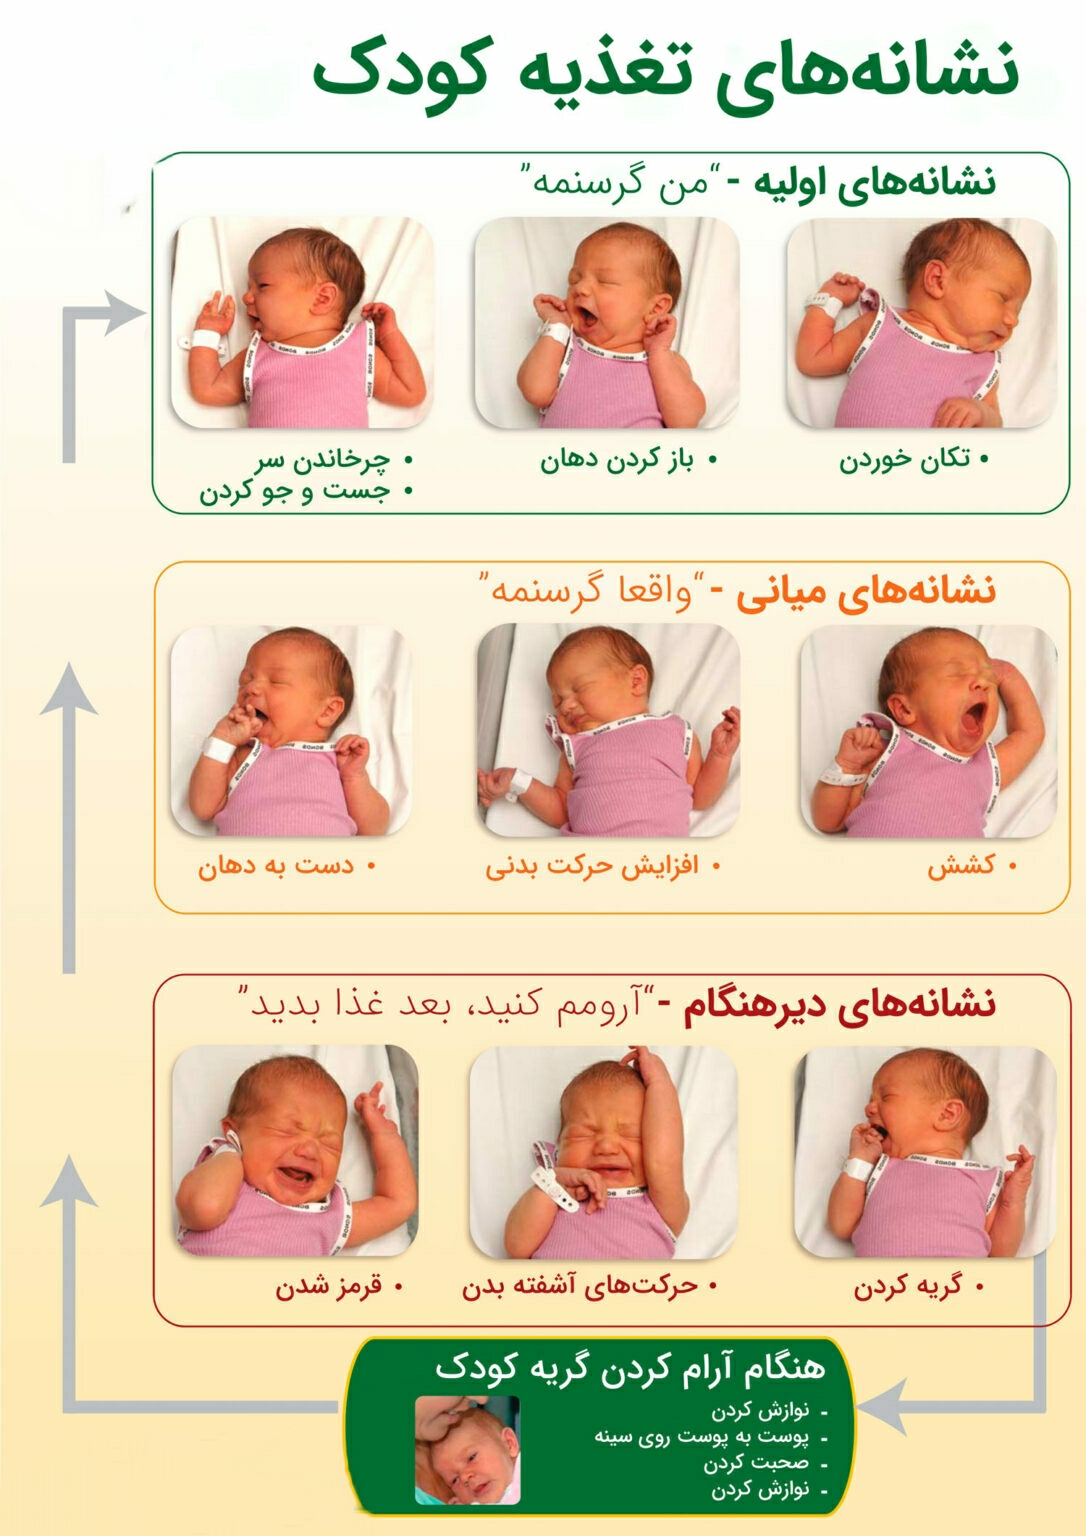 نشانه‌های تغذیه کودک
نشانه‌های اولیه - “من گرسنمه”
• تکان خوردن
• باز کردن دهان
• چرخاندن سر
• جست و جو کردن
نشانه‌های میانی - “واقعا گرسنمه”
• کشش
• افزایش حرکت بدنی
• دست به دهان
نشانه‌های دیرهنگام - “آرومم کنید، بعد غذا بدید”
• گریه کردن
• حرکت‌های آشفته بدن
• قرمز شدن
هنگام آرام کردن گریه کودک
- نوازش کردن
- پوست به پوست روی سینه
- صحبت کردن
- نوازش کردن